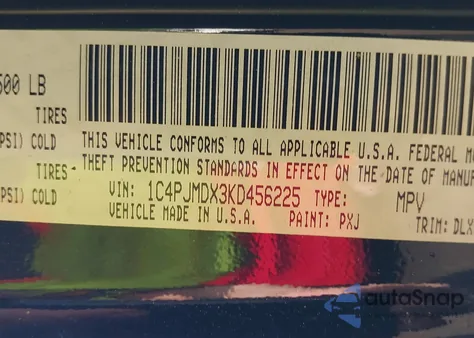 500 LB
TIRES
PSI) COLD
THIS VEHICLE CONFORMS TO ALL APPLICABLE U.S.A. FEDERAL M
TIRES
THEFT PREVENTION STANDARDS IN EFFECT ON THE DATE OF MANUF
PSI) COLD
VIN: 1C4PJMDX3KD456225 TYPE: MPV
VEHICLE MADE IN U.S.A. PAINT: PXJ TRIM: DLX
autoSnap